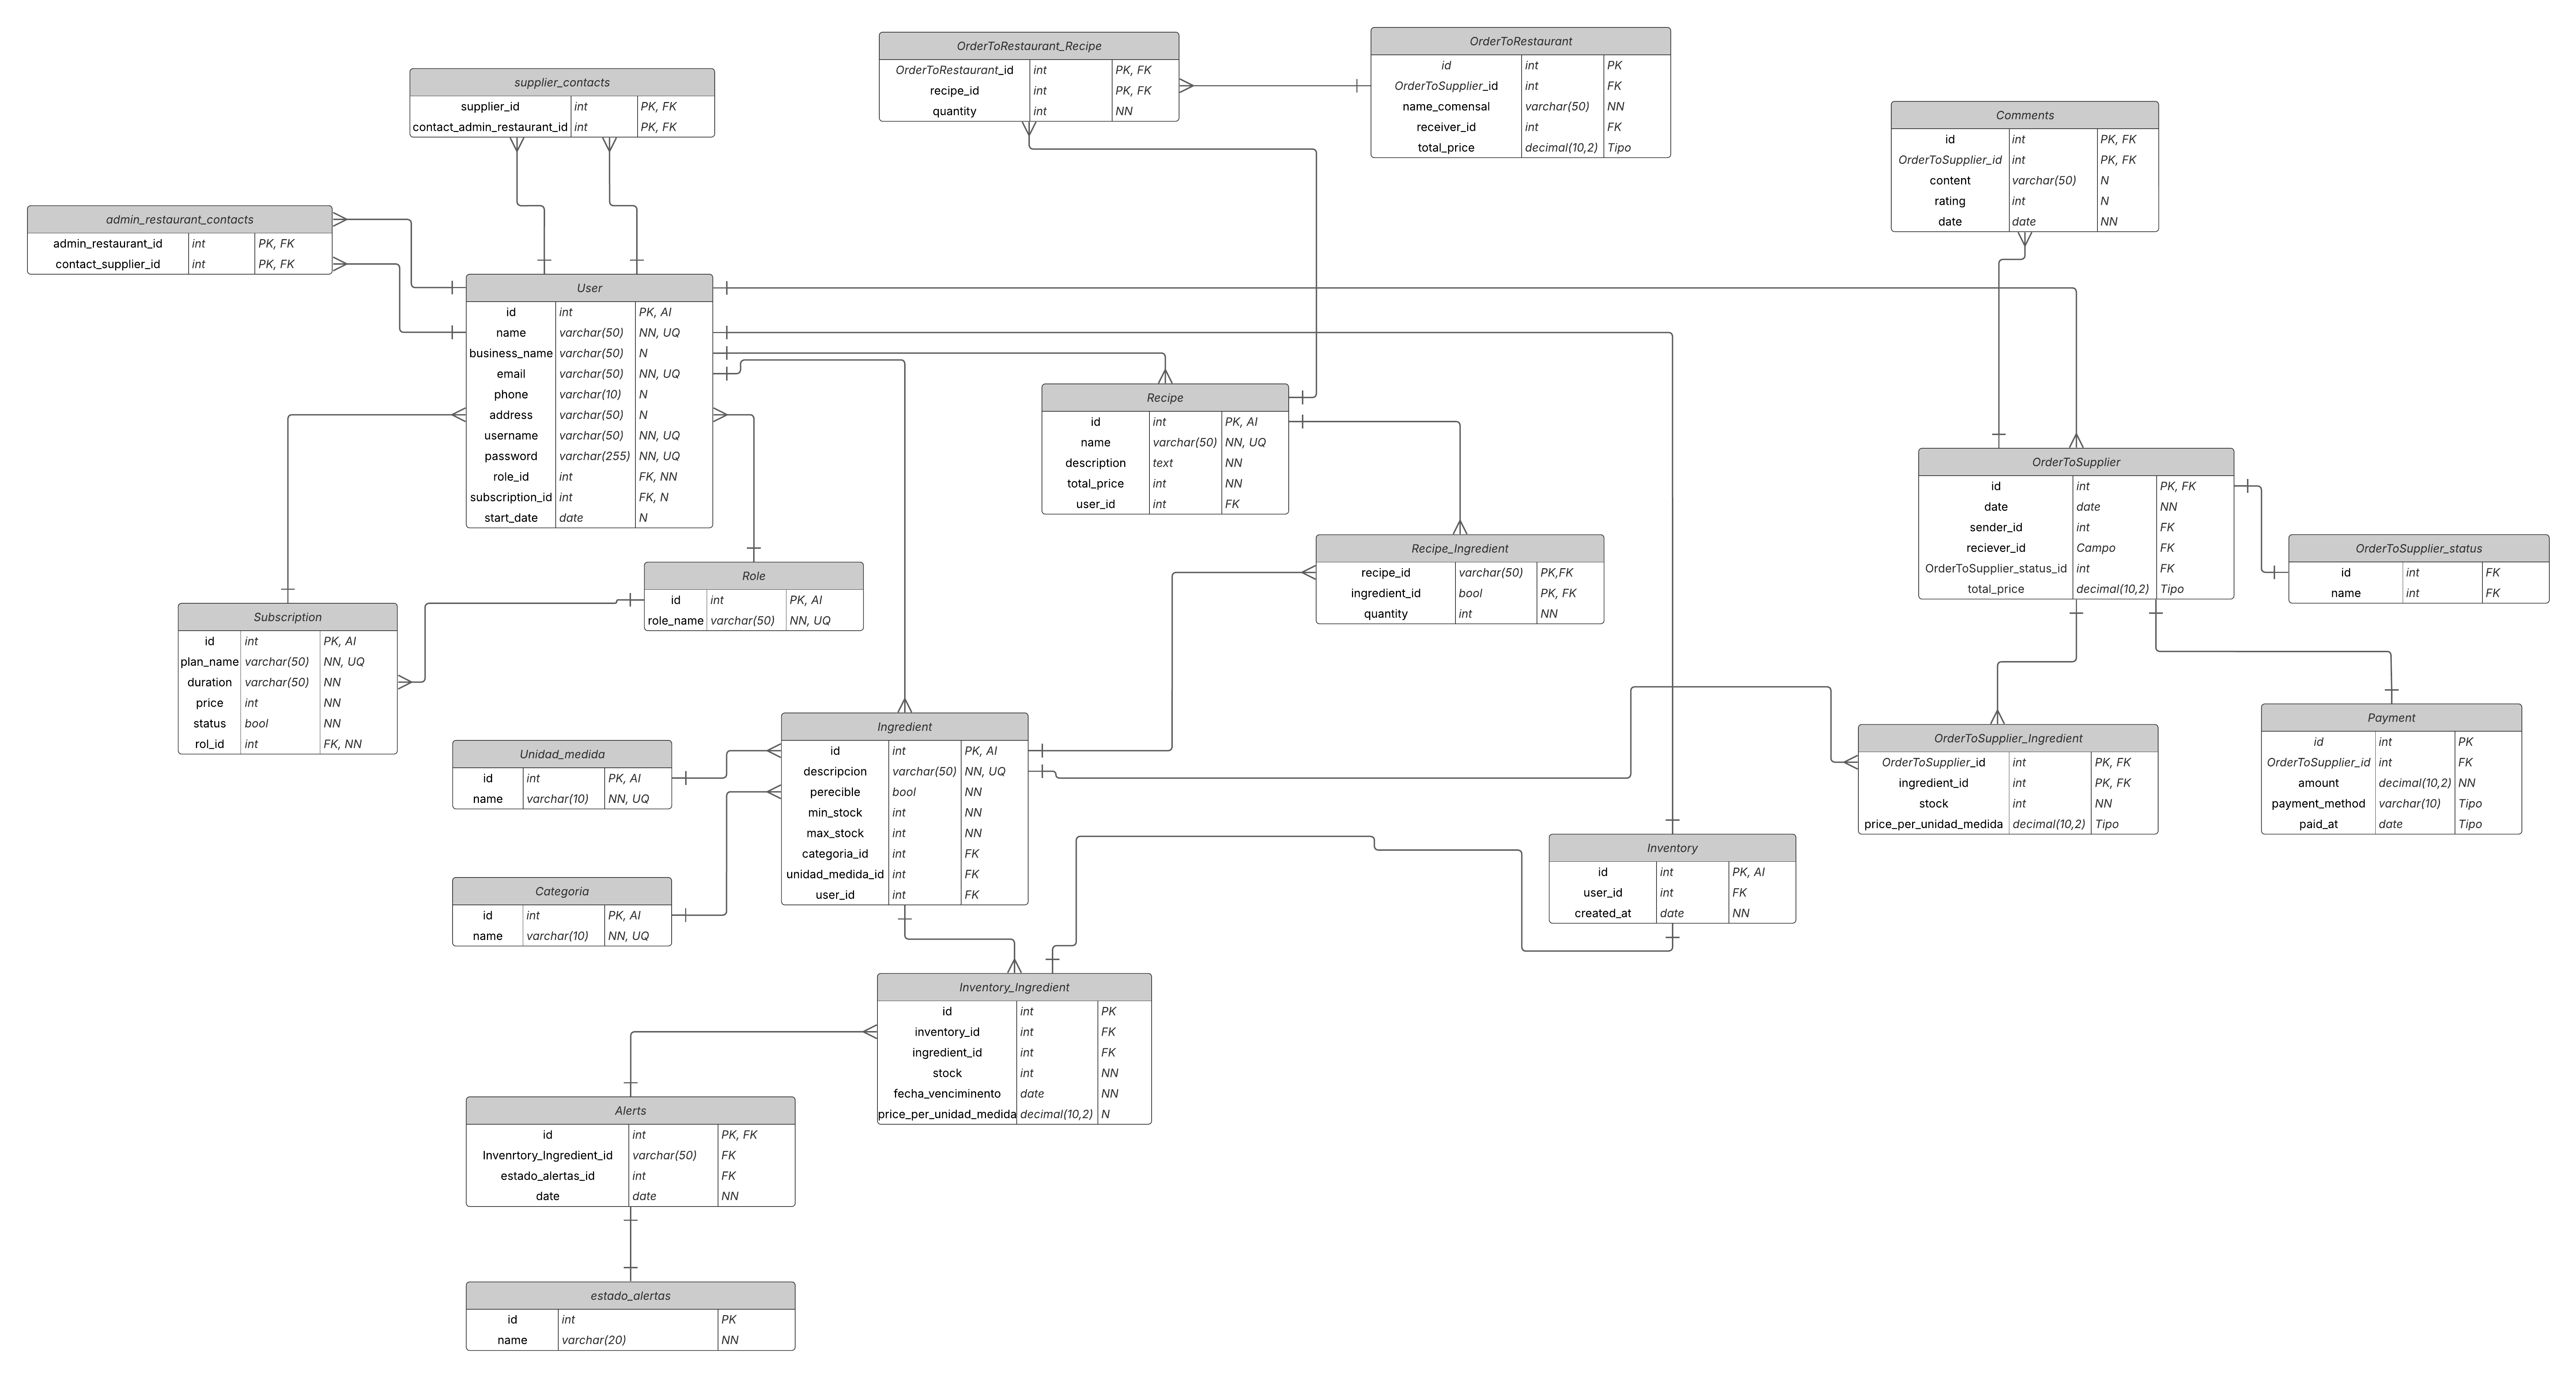 OrderToRestaurant_Recipe
OrderToRestaurant_id int PK, FK
recipe_id int PK, FK
quantity int NN
OrderToRestaurant
id int PK
OrderToSupplier_id int FK
name_comensal varchar(50) NN
receiver_id int FK
total_price decimal(10,2) Tipo
supplier_contacts
supplier_id int PK, FK
contact_admin_restaurant_id int PK, FK
Comments
id int PK, FK
OrderToSupplier_id int PK, FK
content varchar(50) N
rating int N
date date NN
admin_restaurant_contacts
admin_restaurant_id int PK, FK
contact_supplier_id int PK, FK
User
id int PK, AI
name varchar(50) NN, UQ
business_name varchar(50) N
email varchar(50) NN, UQ
phone varchar(10) N
address varchar(50) N
username varchar(50) NN, UQ
password varchar(255) NN, UQ
role_id int FK, NN
subscription_id int FK, N
start_date date N
Recipe
id int PK, AI
name varchar(50) NN, UQ
description text NN
total_price int NN
user_id int FK
OrderToSupplier
id int PK, FK
date date NN
sender_id int FK
reciever_id Campo FK
OrderToSupplier_status_id int FK
total_price decimal(10,2) Tipo
Recipe_Ingredient
recipe_id varchar(50) PK,FK
ingredient_id bool PK, FK
quantity int NN
OrderToSupplier_status
id int FK
name int FK
Role
id int PK, AI
role_name varchar(50) NN, UQ
Subscription
id int PK, AI
plan_name varchar(50) NN, UQ
duration varchar(50) NN
price int NN
status bool NN
rol_id int FK, NN
Ingredient
id int PK, AI
descripcion varchar(50) NN, UQ
perecible bool NN
min_stock int NN
max_stock int NN
categoria_id int FK
unidad_medida_id int FK
user_id int FK
Unidad_medida
id int PK, AI
name varchar(10) NN, UQ
OrderToSupplier_Ingredient
OrderToSupplier_id int PK, FK
ingredient_id int PK, FK
stock int NN
price_per_unidad_medida decimal(10,2) Tipo
Payment
id int PK
OrderToSupplier_id int FK
amount decimal(10,2) NN
payment_method varchar(10) Tipo
paid_at date Tipo
Inventory
id int PK, AI
user_id int FK
created_at date NN
Categoria
id int PK, AI
name varchar(10) NN, UQ
Inventory_Ingredient
id int PK
inventory_id int FK
ingredient_id int FK
stock int NN
fecha_venciminento date NN
price_per_unidad_medida decimal(10,2) N
Alerts
id int PK, FK
Invenrtory_Ingredient_id varchar(50) FK
estado_alertas_id int FK
date date NN
estado_alertas
id int PK
name varchar(20) NN